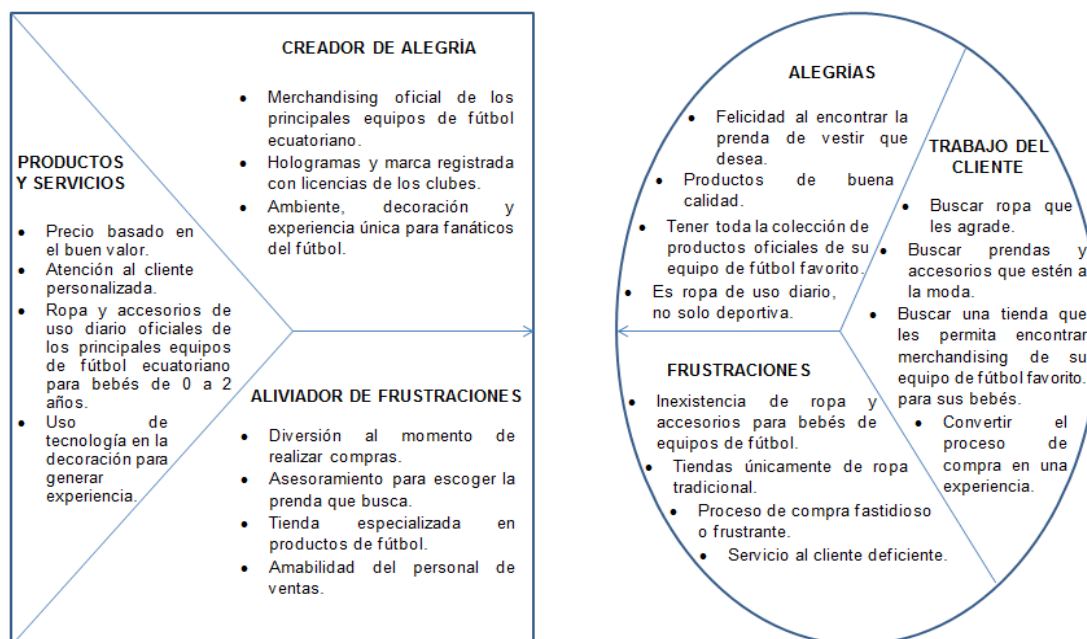 CREADOR DE ALEGRÍA
• Merchandising oficial de los
principales equipos de fútbol
ecuatoriano.
• Hologramas y marca registrada
con licencias de los clubes.
• Ambiente, decoración y
experiencia única para fanáticos
del fútbol.
PRODUCTOS
Y SERVICIOS
• Precio basado en
el buen valor.
• Atención al cliente
personalizada.
• Ropa y accesorios de
uso diario oficiales de
los principales equipos
de fútbol ecuatoriano
para bebés de 0 a 2
años.
• Uso de
tecnología en la
decoración para
generar
experiencia.
ALIVIADOR DE FRUSTRACIONES
• Diversión al momento de
realizar compras.
• Asesoramiento para escoger la
prenda que busca.
• Tienda especializada en
productos de fútbol.
• Amabilidad del personal de
ventas.
ALEGRÍAS
• Felicidad al encontrar la
prenda de vestir que
desea.
• Productos de buena
calidad.
• Tener toda la colección de
productos oficiales de su
equipo de fútbol favorito.
• Es ropa de uso diario,
no solo deportiva.
TRABAJO DEL
CLIENTE
• Buscar ropa que
les agrade.
• Buscar prendas y
accesorios que estén a
la moda.
• Buscar una tienda que
les permita encontrar
merchandising de su
equipo de fútbol favorito.
para sus bebés.
• Convertir el
proceso de
compra en una
experiencia.
FRUSTRACIONES
• Inexistencia de ropa y
accesorios para bebés de
equipos de fútbol.
• Tiendas únicamente de ropa
tradicional.
• Proceso de compra fastidioso
o frustrante.
• Servicio al cliente deficiente.